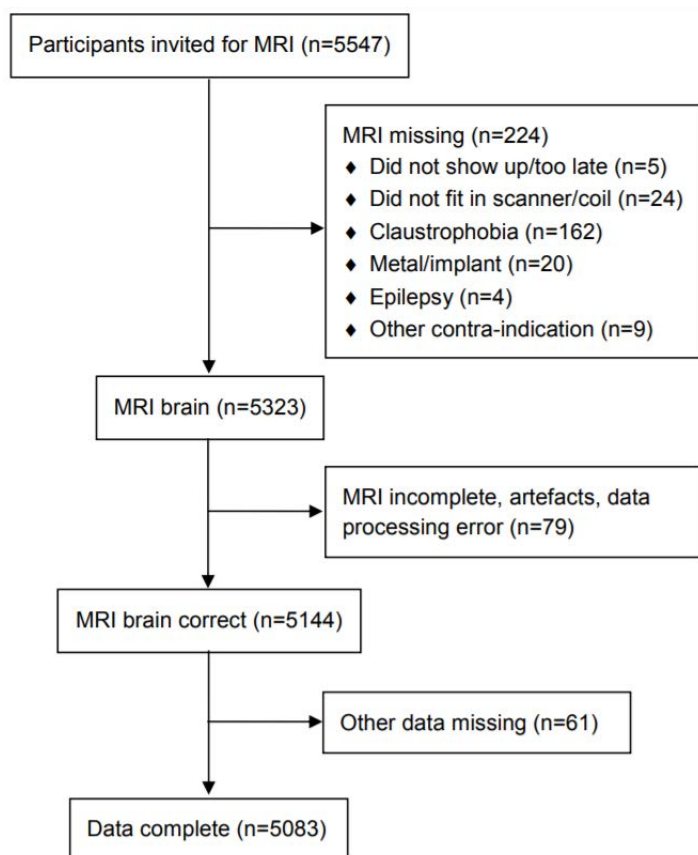 Participants invited for MRI (n=5547)
MRI missing (n=224)
♦ Did not show up/too late (n=5)
♦ Did not fit in scanner/coil (n=24)
♦ Claustrophobia (n=162)
♦ Metal/implant (n=20)
♦ Epilepsy (n=4)
♦ Other contra-indication (n=9)
MRI brain (n=5323)
MRI incomplete, artefacts, data
processing error (n=79)
MRI brain correct (n=5144)
Other data missing (n=61)
Data complete (n=5083)